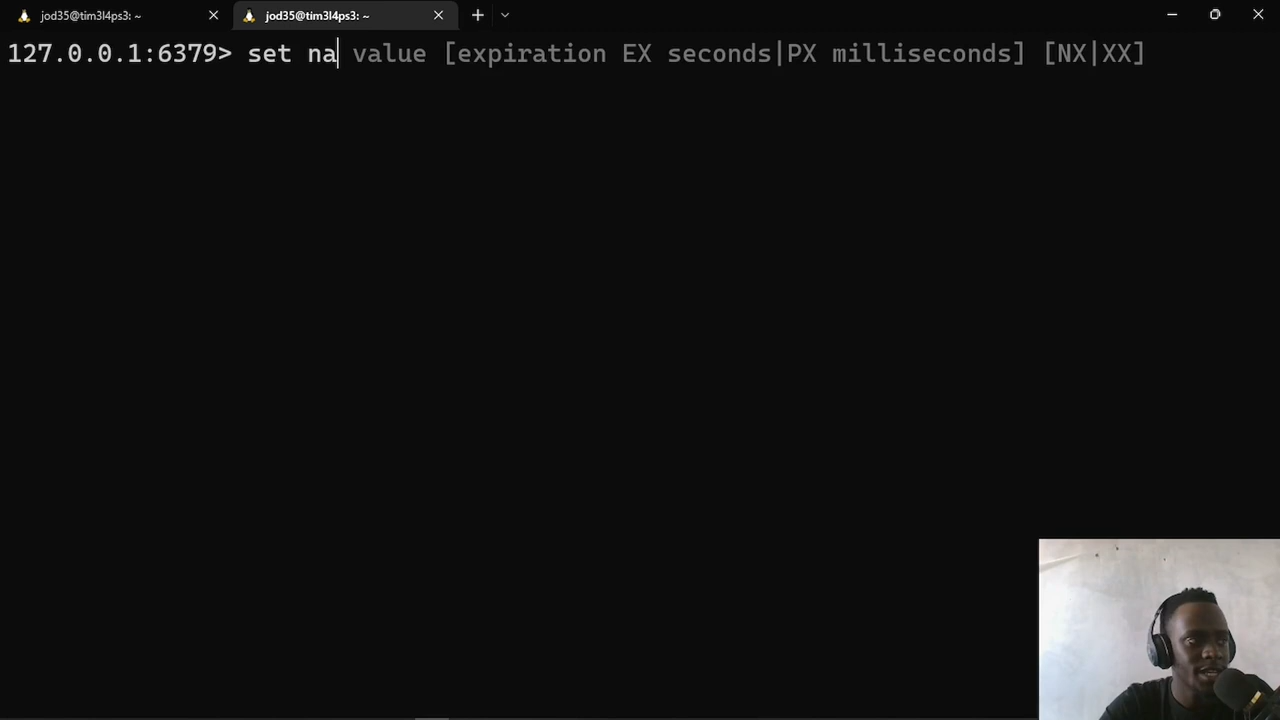 jod35@tim3l4ps3: ~
jod35@tim3l4ps3: ~
127.0.0.1:6379> set na value [expiration EX seconds|PX milliseconds] [NX|XX]